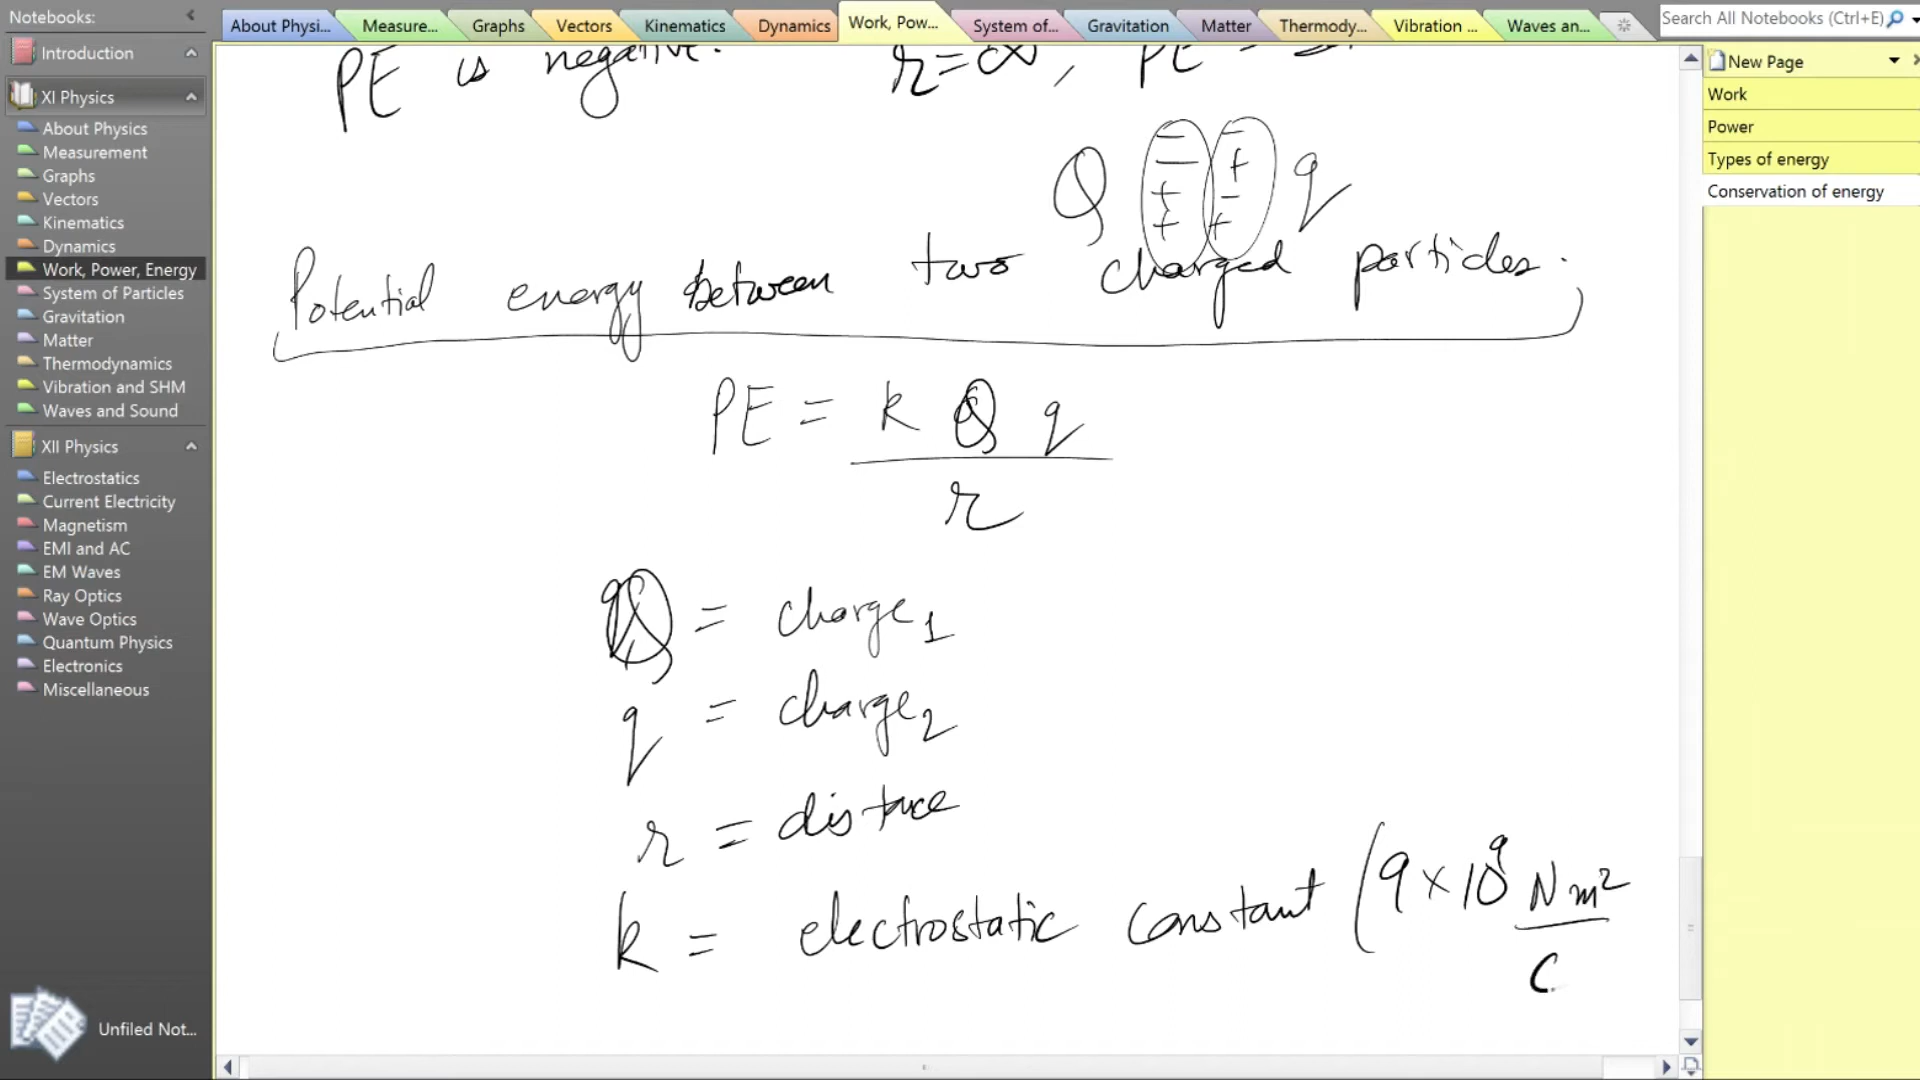 Notebooks:
Introduction
XI Physics
About Physics
Measurement
Graphs
Vectors
Kinematics
Dynamics
Work, Power, Energy
System of Particles
Gravitation
Matter
Thermodynamics
Vibration and SHM
Waves and Sound
XII Physics
Electrostatics
Current Electricity
Magnetism
EMI and AC
EM Waves
Ray Optics
Wave Optics
Quantum Physics
Electronics
Miscellaneous
Unfiled Not...
About Physi... Measure... Graphs Vectors Kinematics Dynamics Work, Pow... System of... Gravitation Matter Thermody... Vibration ... Waves an...
Search All Notebooks (Ctrl+E)
PE is negative. r=∞, PE =
Q q
- -
- +
+ -
+ +
Potential energy between two charged particles.
PE = k Q q
r
Q = charge1
q = charge2
r = distance
k = electrostatic constant (9 x 10^9 Nm²
C
New Page
Work
Power
Types of energy
Conservation of energy